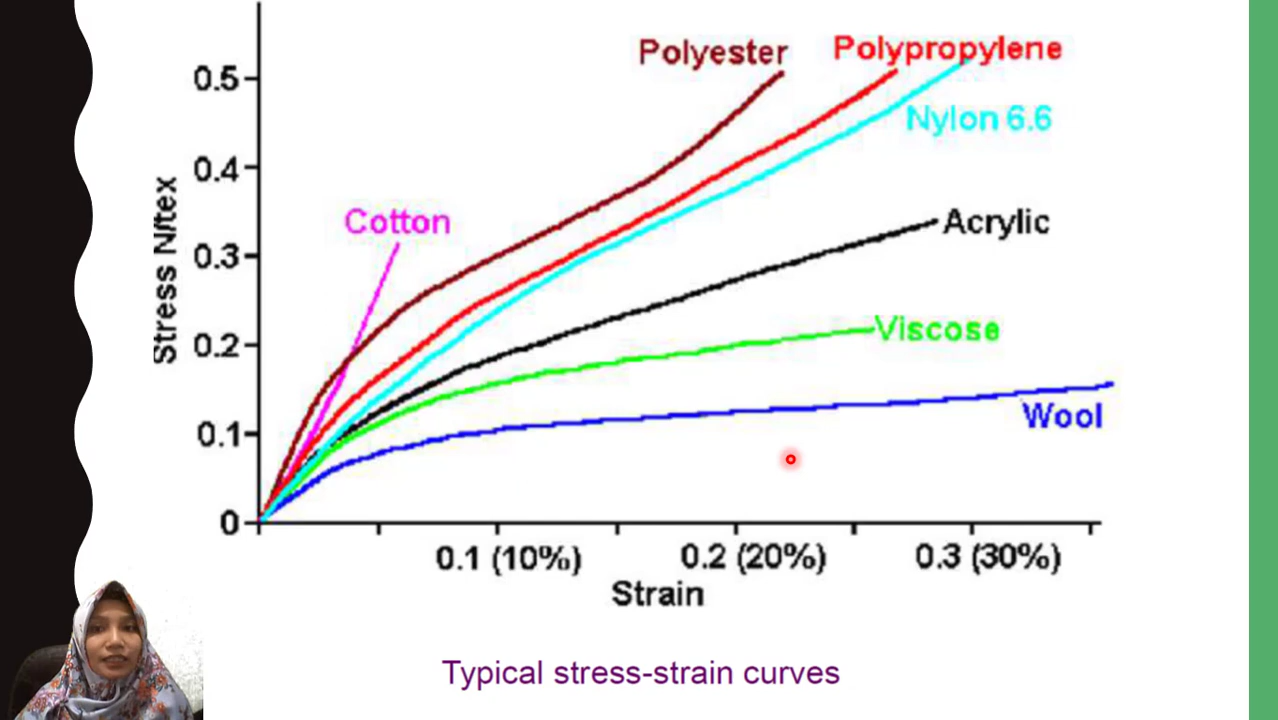 Polyester
Polypropylene
0.5
Nylon 6.6
0.4
Cotton
Acrylic
0.3
Stress N/tex
Viscose
0.2
Wool
0.1
0
0.1 (10%)
0.2 (20%)
0.3 (30%)
Strain
Typical stress-strain curves